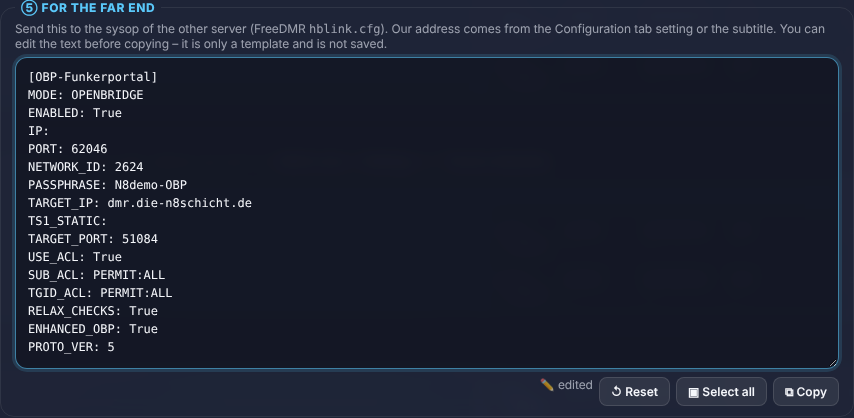 ⑤ FOR THE FAR END
Send this to the sysop of the other server (FreeDMR hblink.cfg). Our address comes from the Configuration tab setting or the subtitle. You can
edit the text before copying – it is only a template and is not saved.
[OBP-Funkerportal]
MODE: OPENBRIDGE
ENABLED: True
IP:
PORT: 62046
NETWORK_ID: 2624
PASSPHRASE: N8demo-OBP
TARGET_IP: dmr.die-n8schicht.de
TS1_STATIC:
TARGET_PORT: 51084
USE_ACL: True
SUB_ACL: PERMIT:ALL
TGID_ACL: PERMIT:ALL
RELAX_CHECKS: True
ENHANCED_OBP: True
PROTO_VER: 5
✏️ edited ↺ Reset ▣ Select all ⧉ Copy